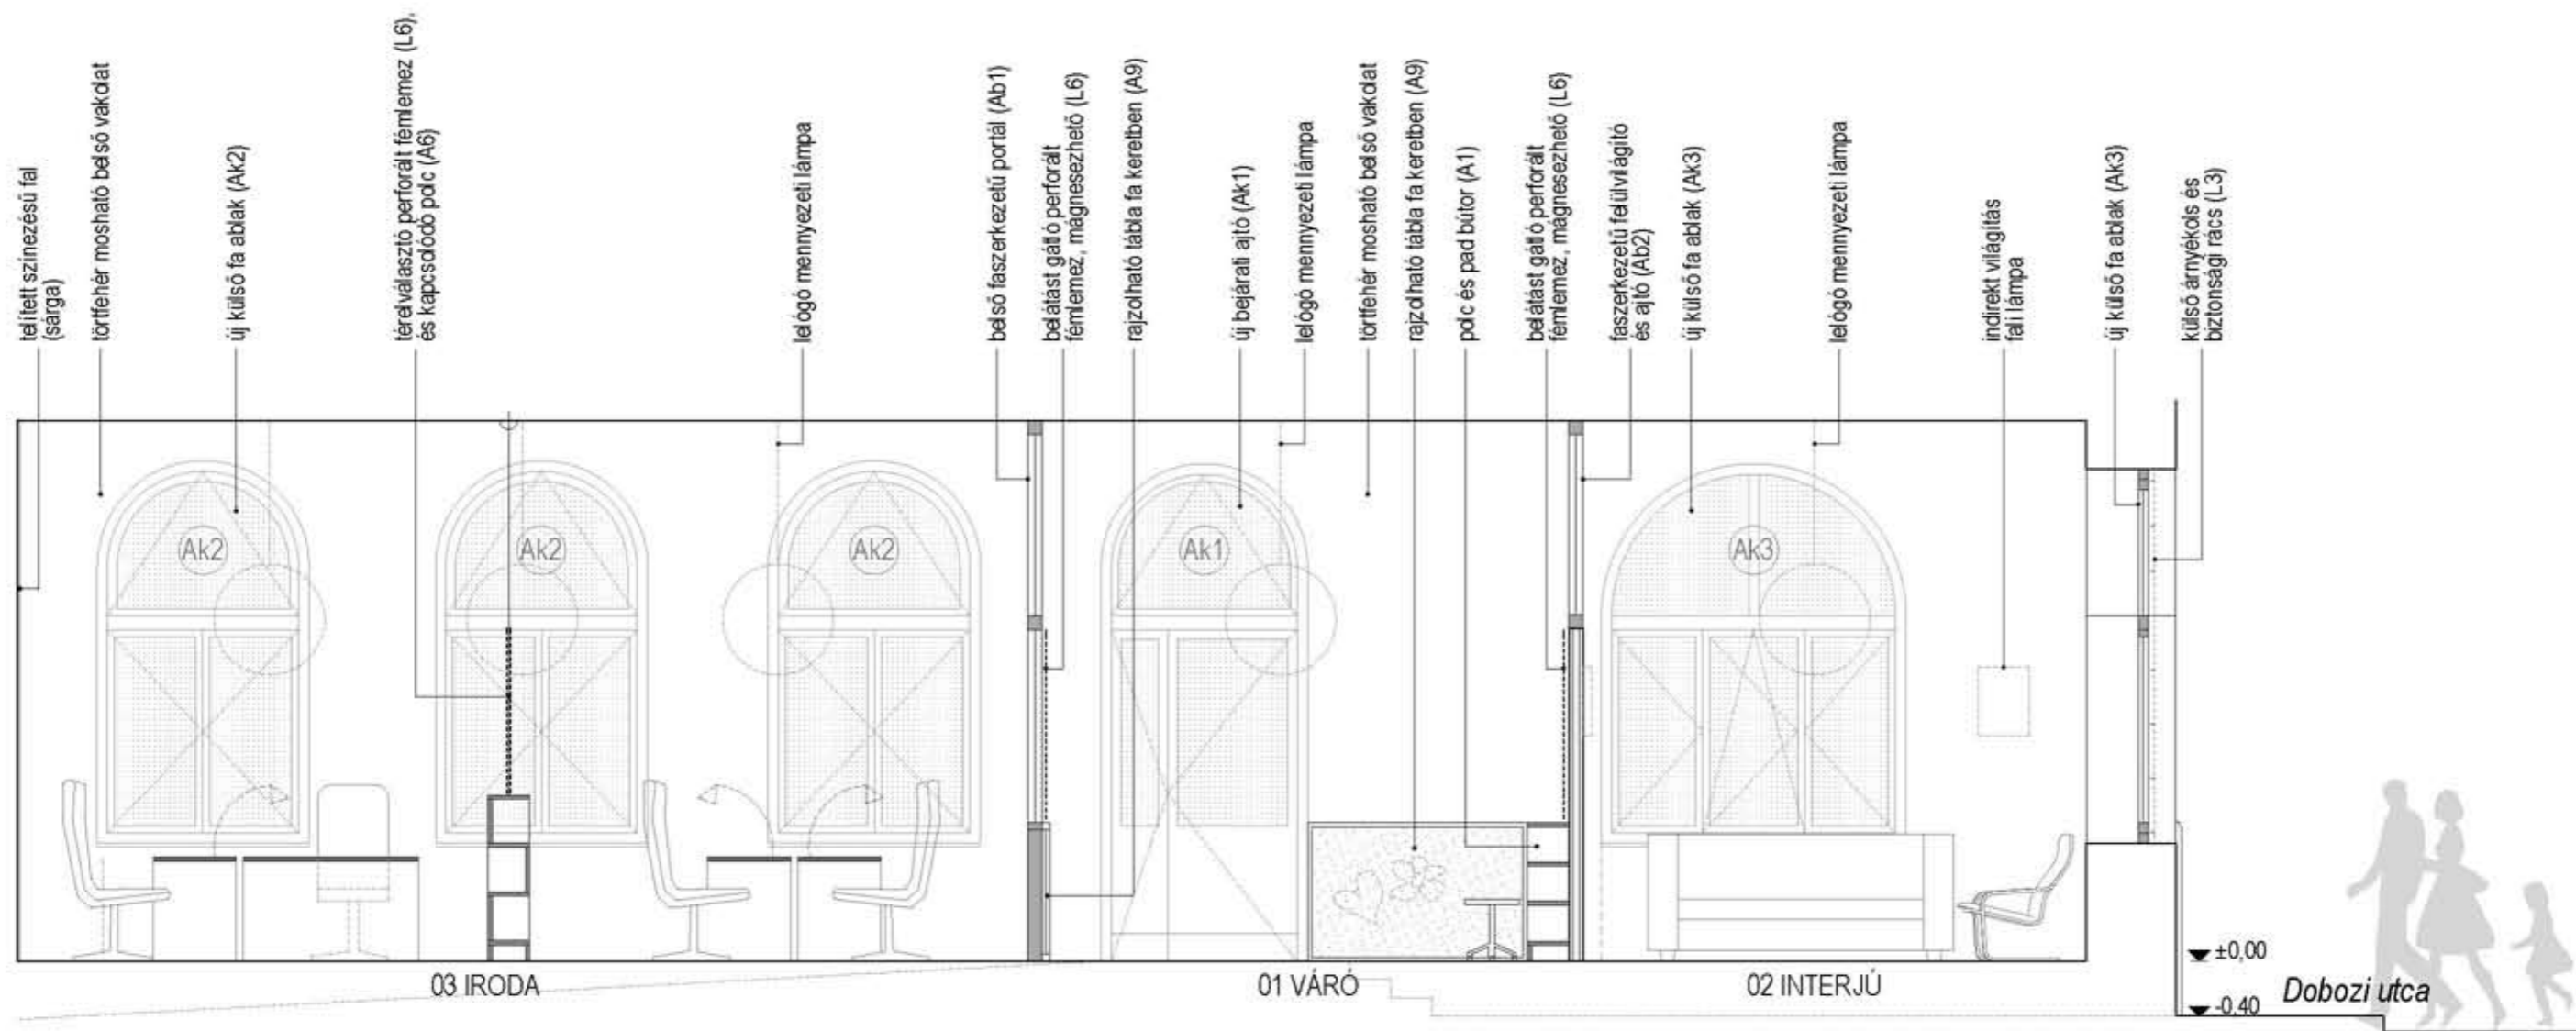 telített színezésű fal
(sárga)
törtfehér mosható belső vakolat
új külső fa ablak (Ak2)
térelválasztó perforált fémlemez (L6),
és kapcsolódó polc (A6)
lelógó mennyezeti lámpa
belső faszerkezetű portál (Ab1)
belátást gátló perforált
fémlemez, mágnesezhető (L6)
rajzolható tábla fa keretben (A9)
új bejárati ajtó (Ak1)
lelógó mennyezeti lámpa
törtfehér mosható belső vakolat
rajzolható tábla fa keretben (A9)
polc és pad bútor (A1)
belátást gátló perforált
fémlemez, mágnesezhető (L6)
faszerkezetű felülvilágító
és ajtó (Ab2)
új külső fa ablak (Ak3)
lelógó mennyezeti lámpa
indirekt világítás
fali lámpa
új külső fa ablak (Ak3)
külső árnyékols és
biztonsági rács (L3)
Ak2
Ak2
Ak2
Ak1
Ak3
±0,00
03 IRODA
01 VÁRÓ
02 INTERJÚ
-0.40
Dobozi utca